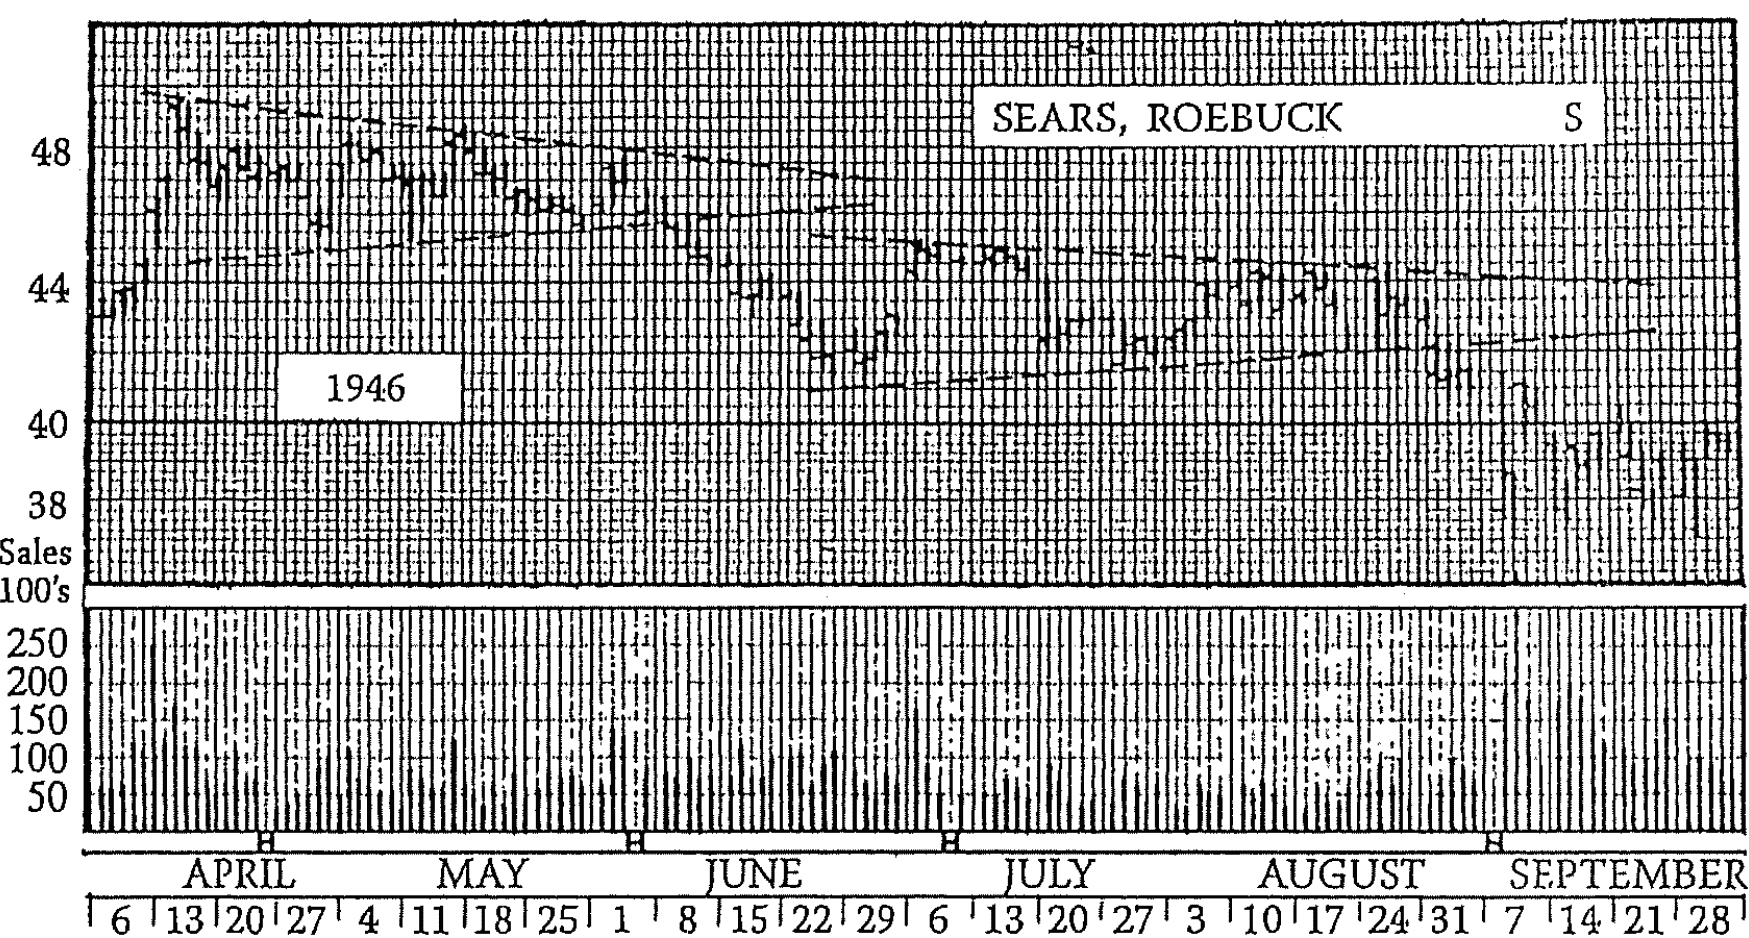 SEARS, ROEBUCK S
48
44
1946
40
38
Sales
100's
250
200
150
100
50
H H H H
APRIL MAY JUNE JULY AUGUST SEPTEMBER
6 13 20 27 4 11 18 25 1 8 15 22 29 6 13 20 27 3 10 17 24 31 7 14 21 28